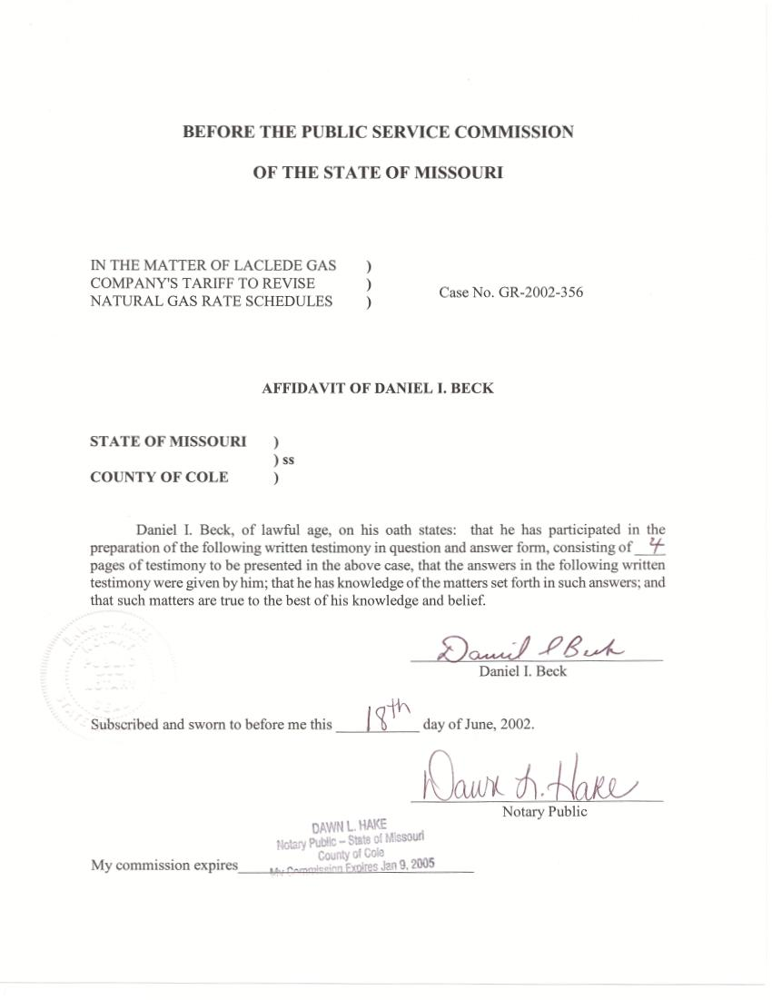 BEFORE THE PUBLIC SERVICE COMMISSION
OF THE STATE OF MISSOURI
IN THE MATTER OF LACLEDE GAS )
COMPANY'S TARIFF TO REVISE )
NATURAL GAS RATE SCHEDULES )
Case No. GR-2002-356
AFFIDAVIT OF DANIEL I. BECK
STATE OF MISSOURI )
) ss
COUNTY OF COLE )
Daniel I. Beck, of lawful age, on his oath states: that he has participated in the
preparation of the following written testimony in question and answer form, consisting of 4
pages of testimony to be presented in the above case, that the answers in the following written
testimony were given by him; that he has knowledge of the matters set forth in such answers; and
that such matters are true to the best of his knowledge and belief.
Daniel I Beck
Daniel I. Beck
NOTARY
PUBLIC
NOTARY
SEAL
Subscribed and sworn to before me this 18th day of June, 2002.
Dawn L. Hake
Notary Public
DAWN L. HAKE
Notary Public – State of Missouri
County of Cole
My Commission Expires Jan 9, 2005
My commission expires